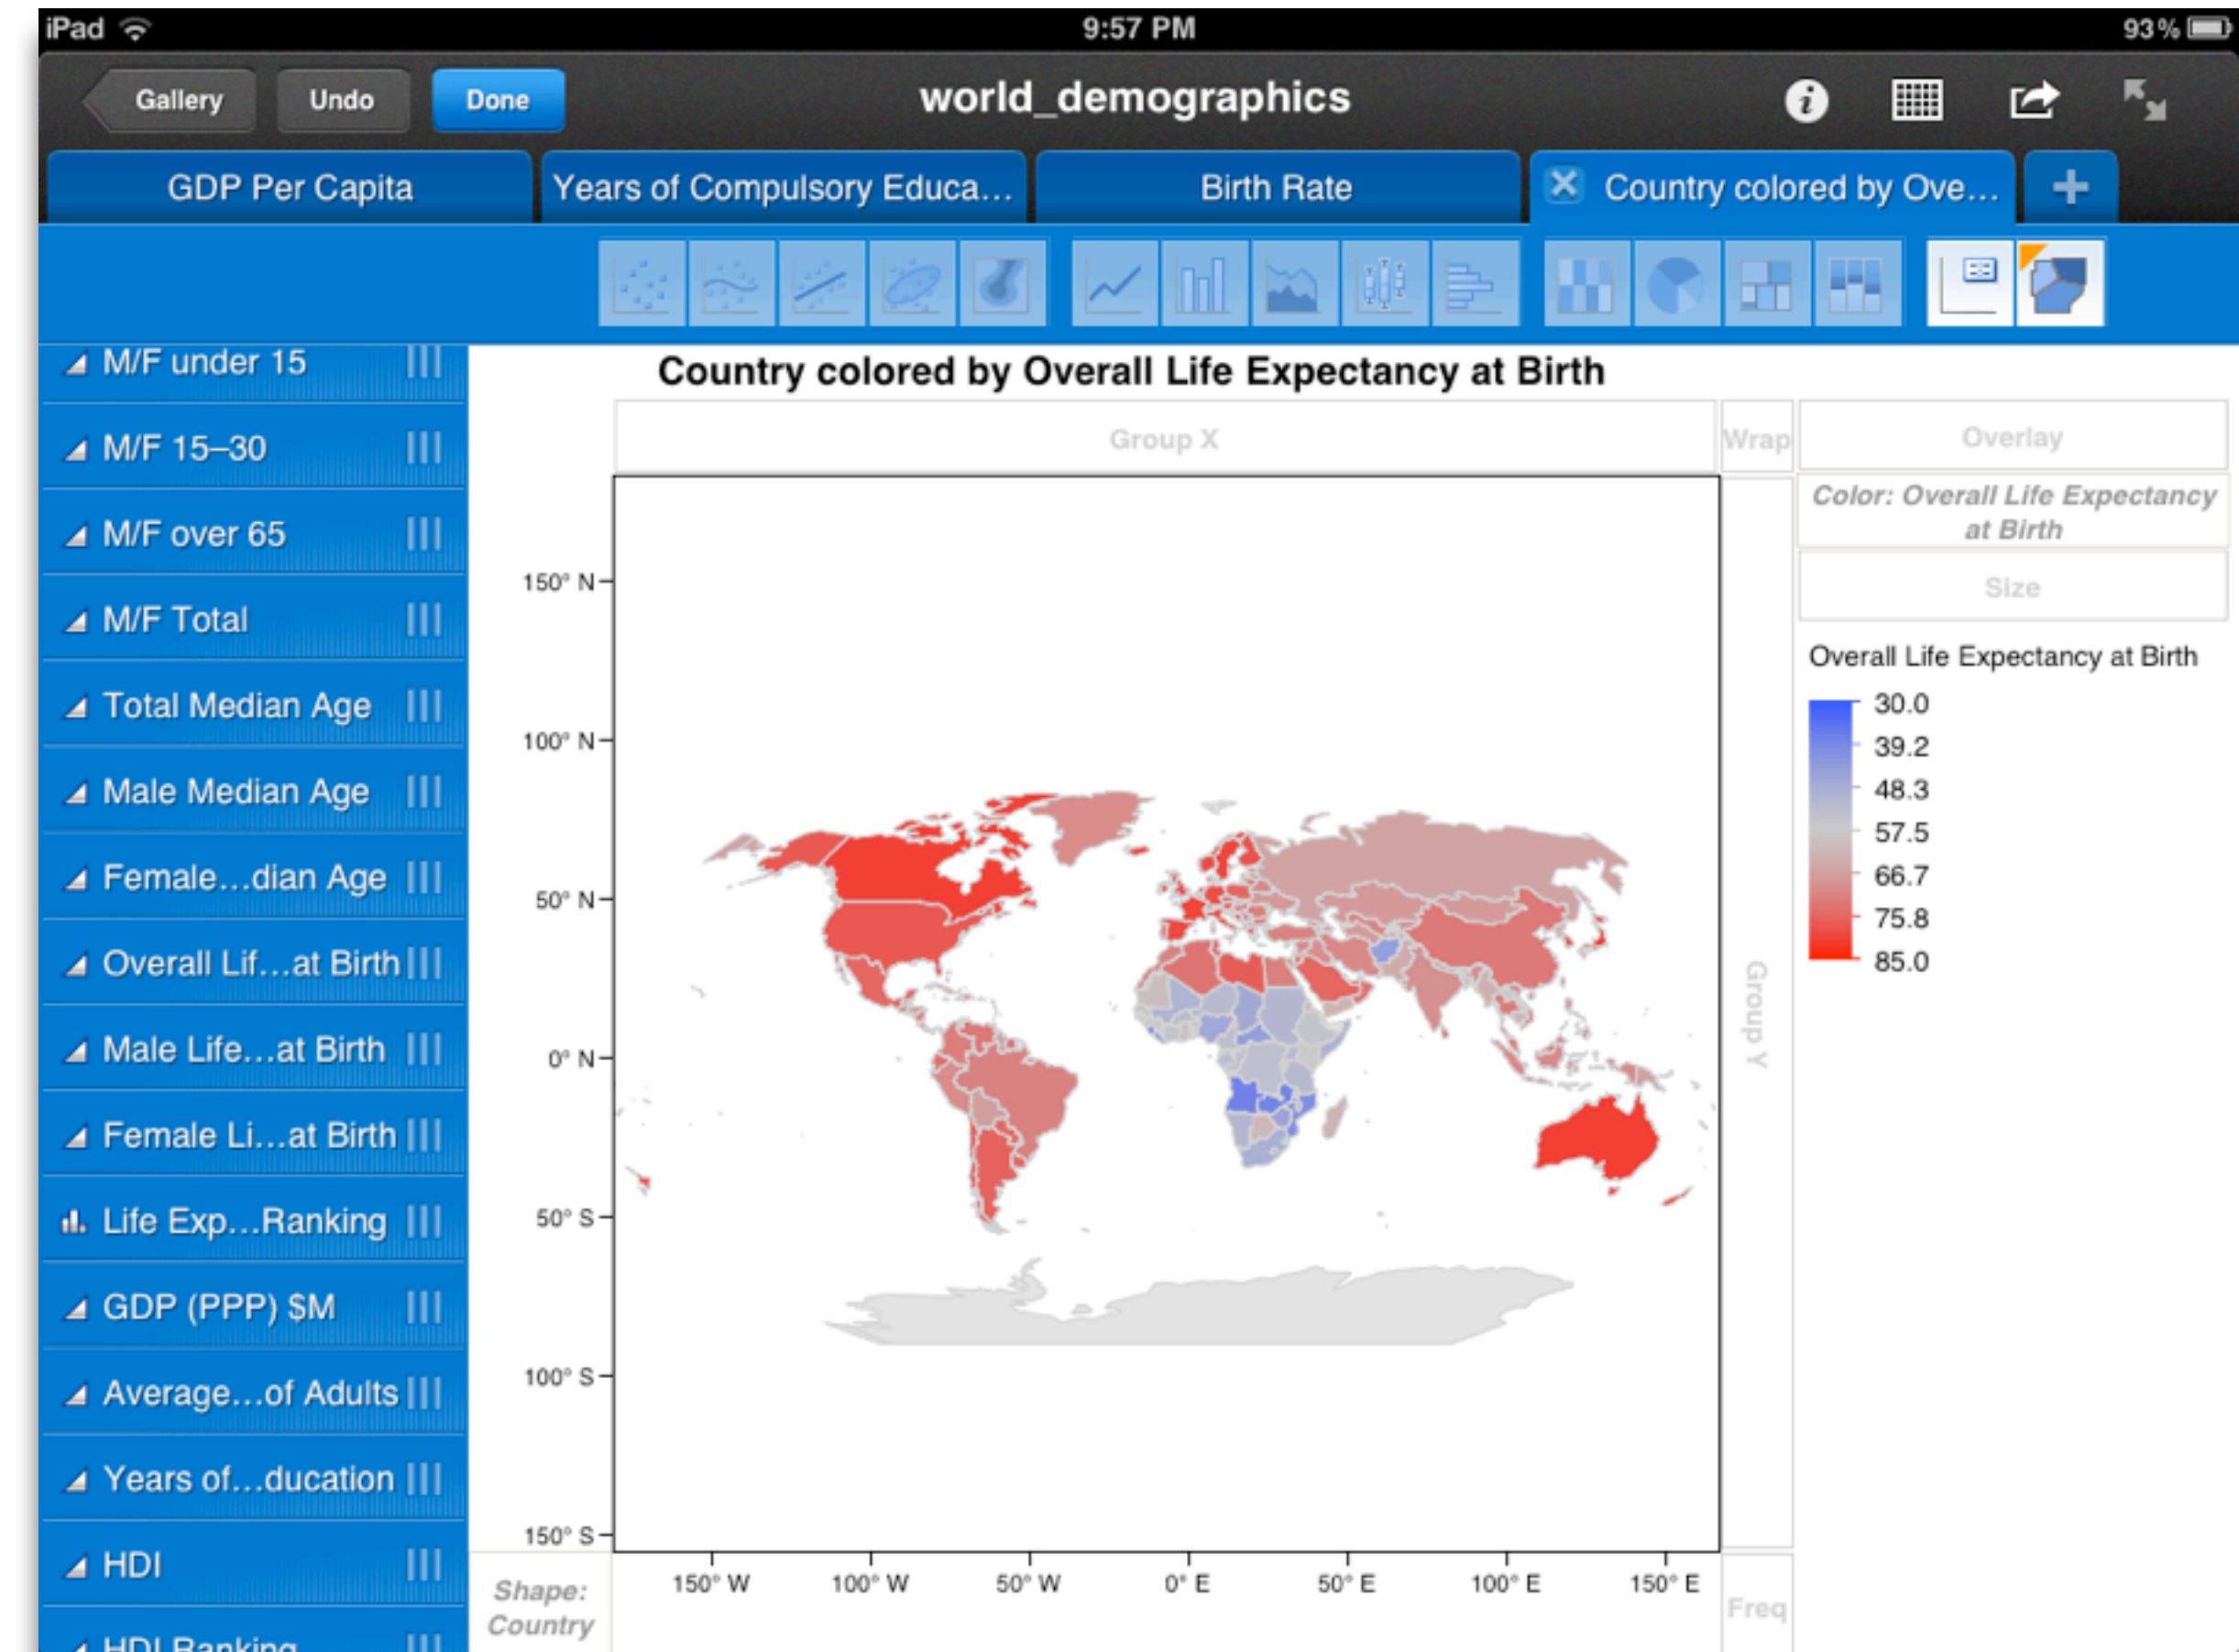 iPad 9:57 PM 93%
Gallery Undo Done world_demographics
GDP Per Capita Years of Compulsory Educa... Birth Rate Country colored by Ove...
M/F under 15
M/F 15–30
M/F over 65
M/F Total
Total Median Age
Male Median Age
Female...dian Age
Overall Lif...at Birth
Male Life...at Birth
Female Li...at Birth
Life Exp...Ranking
GDP (PPP) $M
Average...of Adults
Years of...ducation
HDI
HDI Ranking
Country colored by Overall Life Expectancy at Birth
Group X
Wrap
Overlay
Color: Overall Life Expectancy
at Birth
Size
Overall Life Expectancy at Birth
30.0
39.2
48.3
57.5
66.7
75.8
85.0
Group Y
150° N
100° N
50° N
0° N
50° S
100° S
150° S
150° W 100° W 50° W 0° E 50° E 100° E 150° E
Shape:
Country
Freq